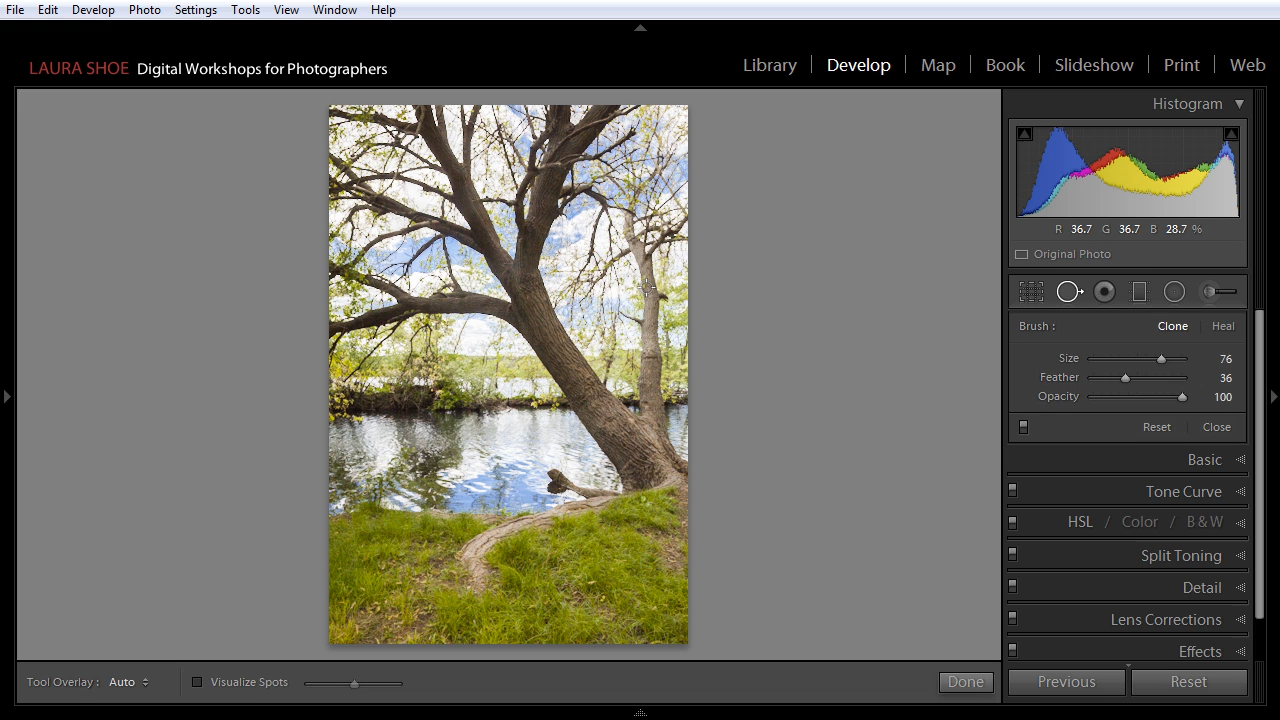 File Edit Develop Photo Settings Tools View Window Help
LAURA SHOE Digital Workshops for Photographers
Library Develop Map Book Slideshow Print Web
Histogram
R 36.7 G 36.7 B 28.7 %
Original Photo
Brush : Clone Heal
Size 76
Feather 36
Opacity 100
Reset Close
Basic
Tone Curve
HSL / Color / B & W
Split Toning
Detail
Lens Corrections
Effects
Tool Overlay : Auto Visualize Spots Done Previous Reset